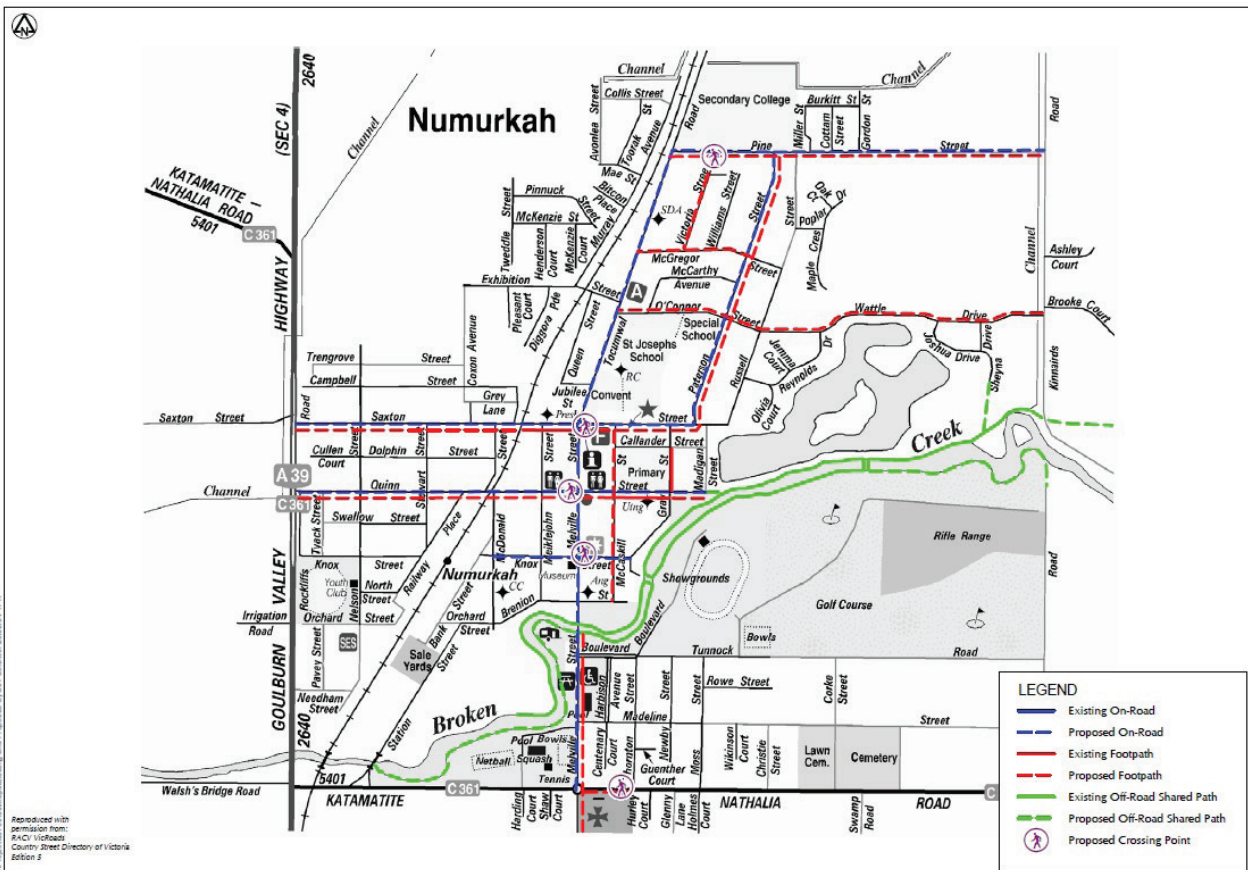 N
Numurkah
2640
(SEC 4)
HIGHWAY
VALLEY
GOULBURN
2640
Channel
KATAMATITE —
NATHALIA ROAD
5401
C 361
Channel
Collis Street
Avonlea Street
Toorak St
Avenue
Murray
Mae St
Bitcon Place
Road
Secondary College
Channel
Burkitt St
Miller St
Cottam Street
Gordon St
Road
Pine Street
Pinnuck Street
McKenzie St
Tweddle Street
Henderson Court
McKenzie Court
SDA
Victoria Street
Williams Street
Street
Street
Oak Dr
Poplar
Maple Cres
Channel
Ashley Court
McGregor Street
McCarthy Avenue
Exhibition Street
A
O'Connor Street
Wattle Drive
Brooke Court
Pleasant Court
Diggora Pde
Queen Street
Tocumwal
St Josephs School
Special School
RC
Convent
Paterson
Russell
Jemma Court
Reynolds Dr
Olivia Court
Joshua Drive
Sheyna Drive
Kinnards
Coxon Avenue
Trengrove Street
Campbell Street
Grey Lane
Jubilee St
Presb
Saxton Street
Road
Saxton Street
Cullen Court
Dolphin Street
Stewart Street
Street
Street
Callander Street
Primary
St
Gray St
Madigan Street
Creek
A 39
C 361
Channel
Quinn Street
Uting
Tyack Street
Swallow Street
Place
Railway
McDonald
Meiklejohn
Melville
McCaskill
Knox Street
Knox Street
Numurkah
Museum
Ang
CC
Brenion St
Youth Club
North Street
Nelson
Rockliffs
Orchard Street
Irrigation Road
Orchard Street
SES
Pavey Street
Sale Yards
Bank Street
Needham Street
Station Street
Broken
Showgrounds
Boulevard
Rifle Range
Golf Course
Road
Bowls
Boulevard
Tunnock Road
Street
Harbison
Avenue
Street
Street
Rowe Street
Corke Street
Pool
Madeline Street
Pool
Bowls
Squash
Netball
Tennis
Melville
Centenary Court
Thornton
Newby
Guenther Court
Moss
Wilkinson Court
Christie Street
Lawn Cem.
Cemetery
5401
Walsh's Bridge Road
KATAMATITE — NATHALIA ROAD
C 361
C
Harding Court
Shaw Court
Hurley Court
Glenny Lane
Holmes Court
Swamp Road
LEGEND
Existing On-Road
Proposed On-Road
Existing Footpath
Proposed Footpath
Existing Off-Road Shared Path
Proposed Off-Road Shared Path
Proposed Crossing Point
Reproduced with
permission from:
RACV VicRoads
Country Street Directory of Victoria
Edition 5